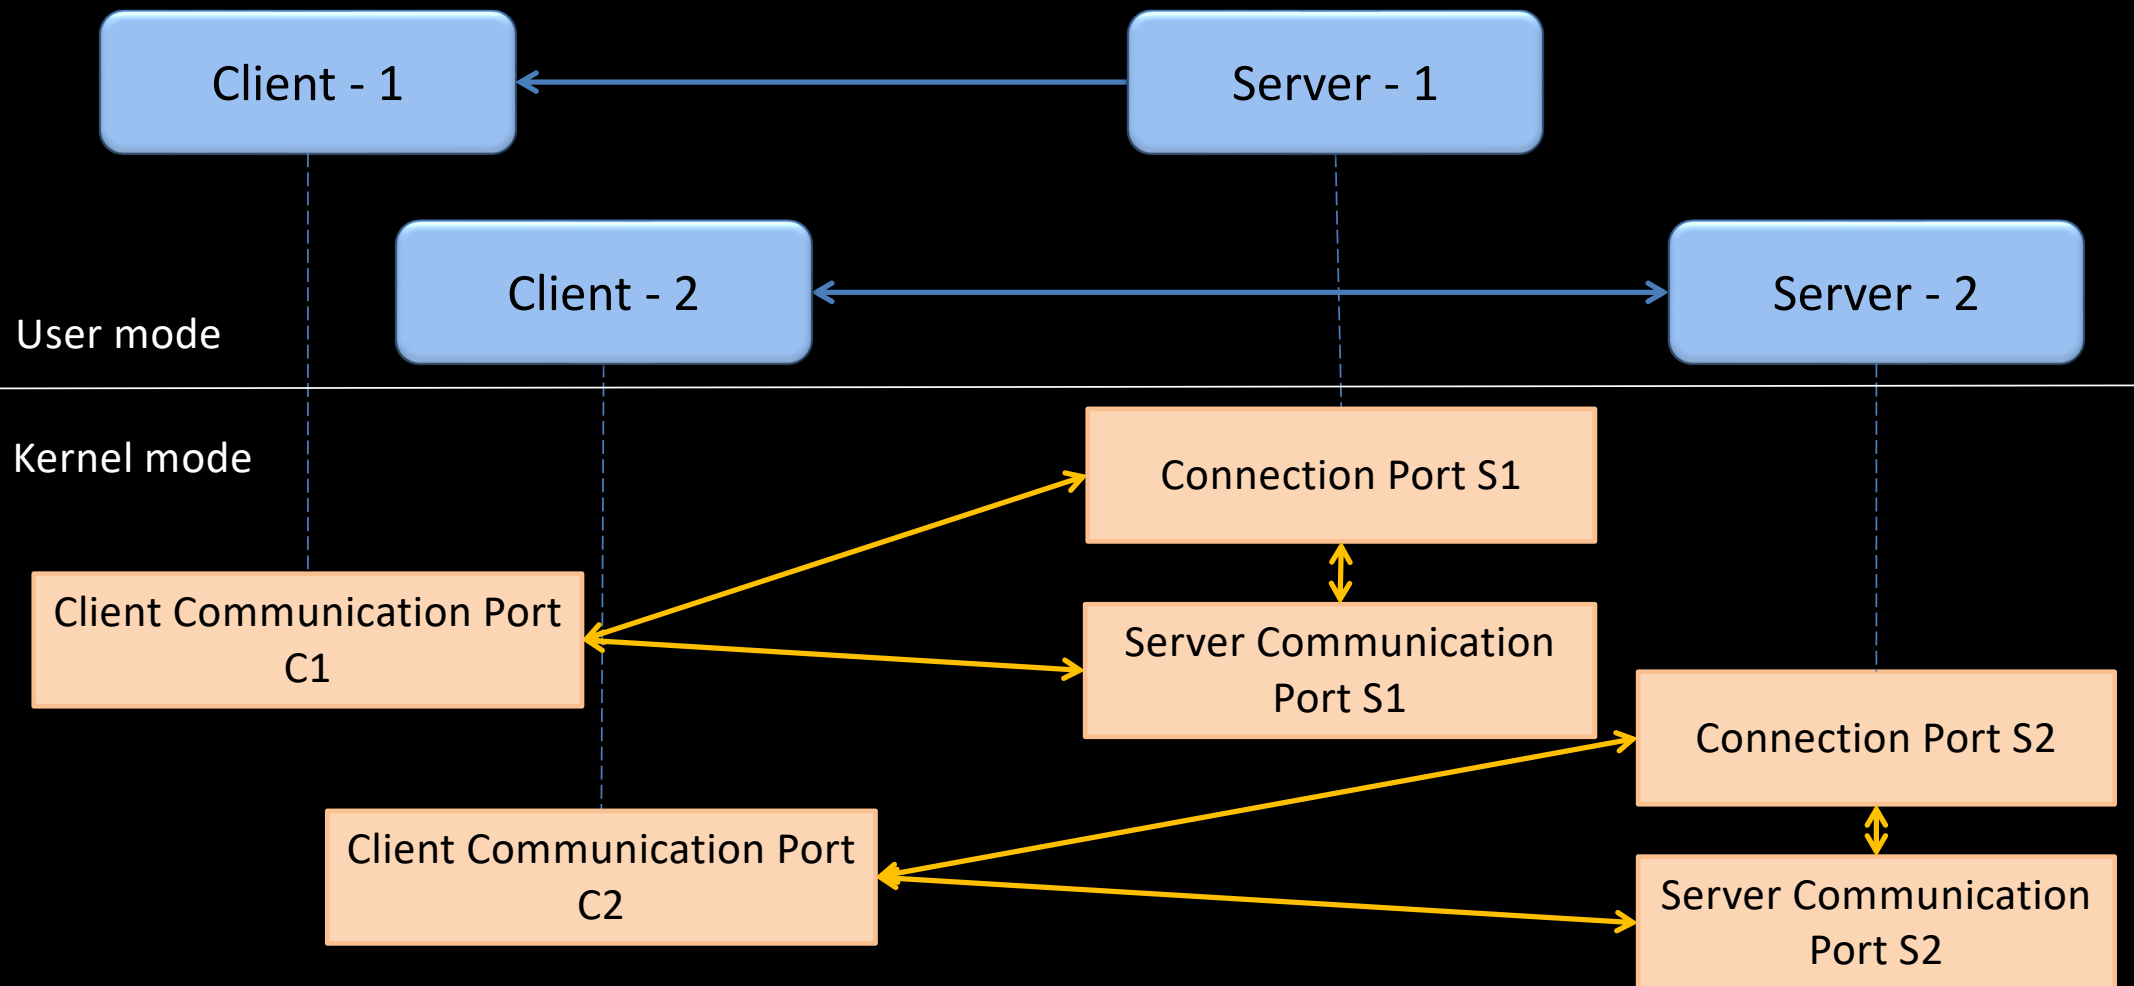 Client - 1
Server - 1
Client - 2
Server - 2
User mode
Kernel mode
Connection Port S1
Client Communication Port
C1
Server Communication
Port S1
Connection Port S2
Client Communication Port
C2
Server Communication
Port S2